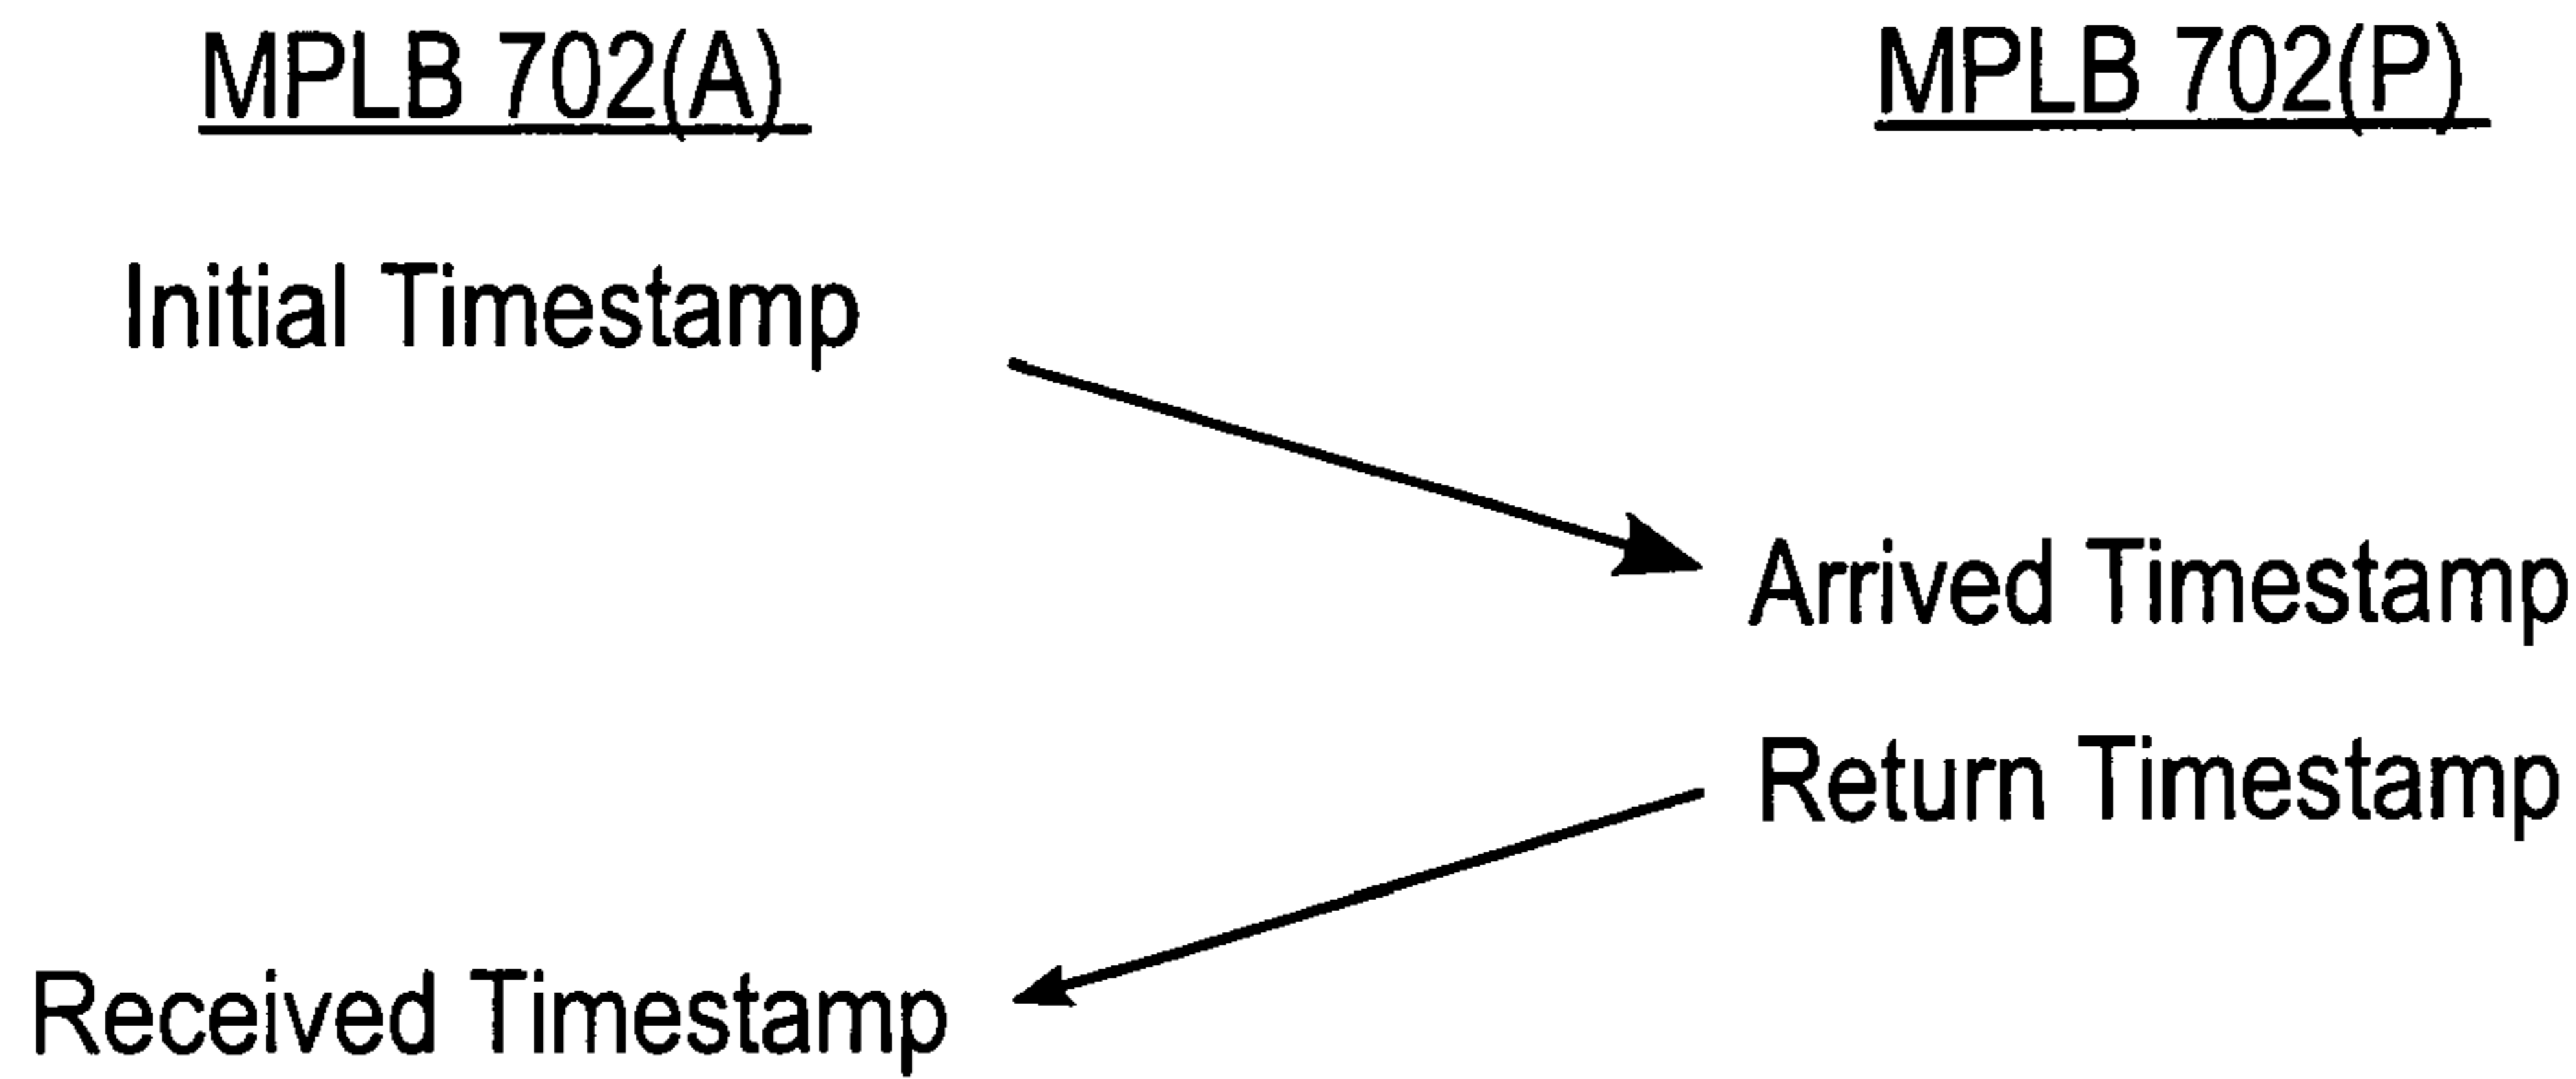 MPLB 702(A)
MPLB 702(P)
Initial Timestamp
Arrived Timestamp
Return Timestamp
Received Timestamp